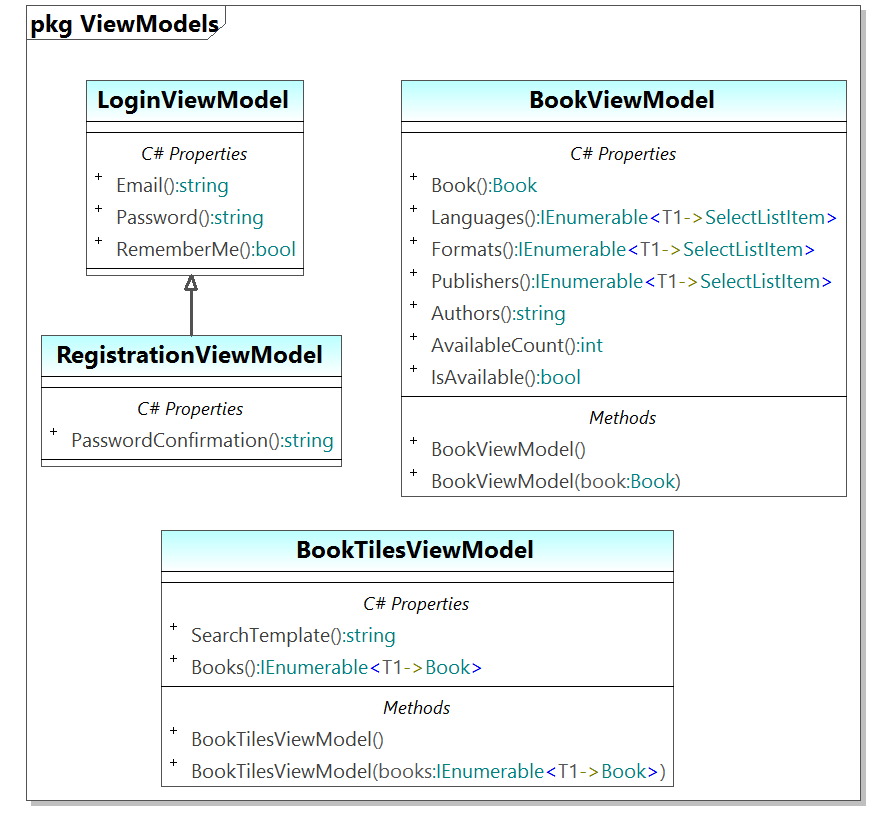 pkg ViewModels
LoginViewModel
C# Properties
+ Email():string
+ Password():string
+ RememberMe():bool
RegistrationViewModel
C# Properties
+ PasswordConfirmation():string
BookViewModel
C# Properties
+ Book():Book
+ Languages():IEnumerable<T1->SelectListItem>
+ Formats():IEnumerable<T1->SelectListItem>
+ Publishers():IEnumerable<T1->SelectListItem>
+ Authors():string
+ AvailableCount():int
+ IsAvailable():bool
Methods
+ BookViewModel()
+ BookViewModel(book:Book)
BookTilesViewModel
C# Properties
+ SearchTemplate():string
+ Books():IEnumerable<T1->Book>
Methods
+ BookTilesViewModel()
+ BookTilesViewModel(books:IEnumerable<T1->Book>)